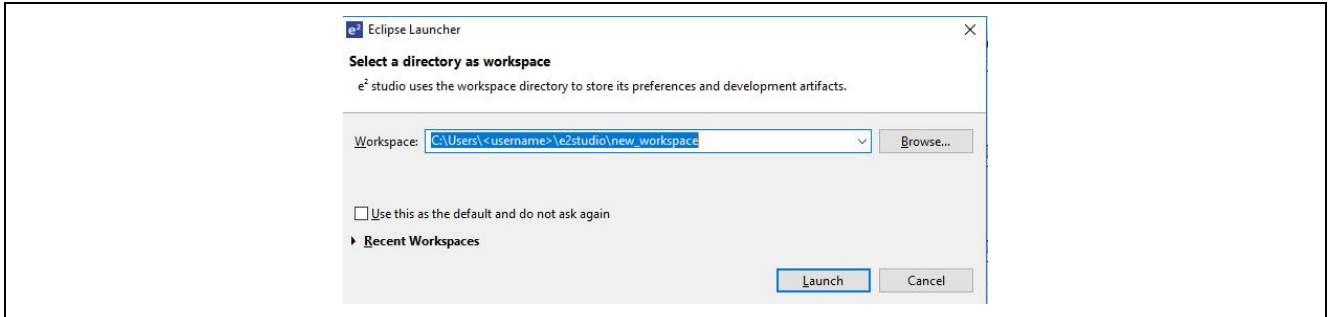 e² Eclipse Launcher
Select a directory as workspace
e² studio uses the workspace directory to store its preferences and development artifacts.
Workspace: C:\Users\<username>\e2studio\new_workspace Browse...
Use this as the default and do not ask again
Recent Workspaces
Launch Cancel